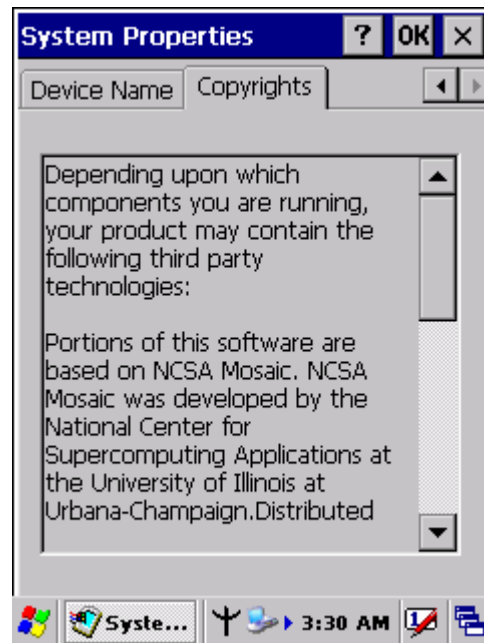 System Properties ? OK ×
Device Name Copyrights
Depending upon which
components you are running,
your product may contain the
following third party
technologies:
Portions of this software are
based on NCSA Mosaic. NCSA
Mosaic was developed by the
National Center for
Supercomputing Applications at
the University of Illinois at
Urbana-Champaign.Distributed
Syste... 3:30 AM